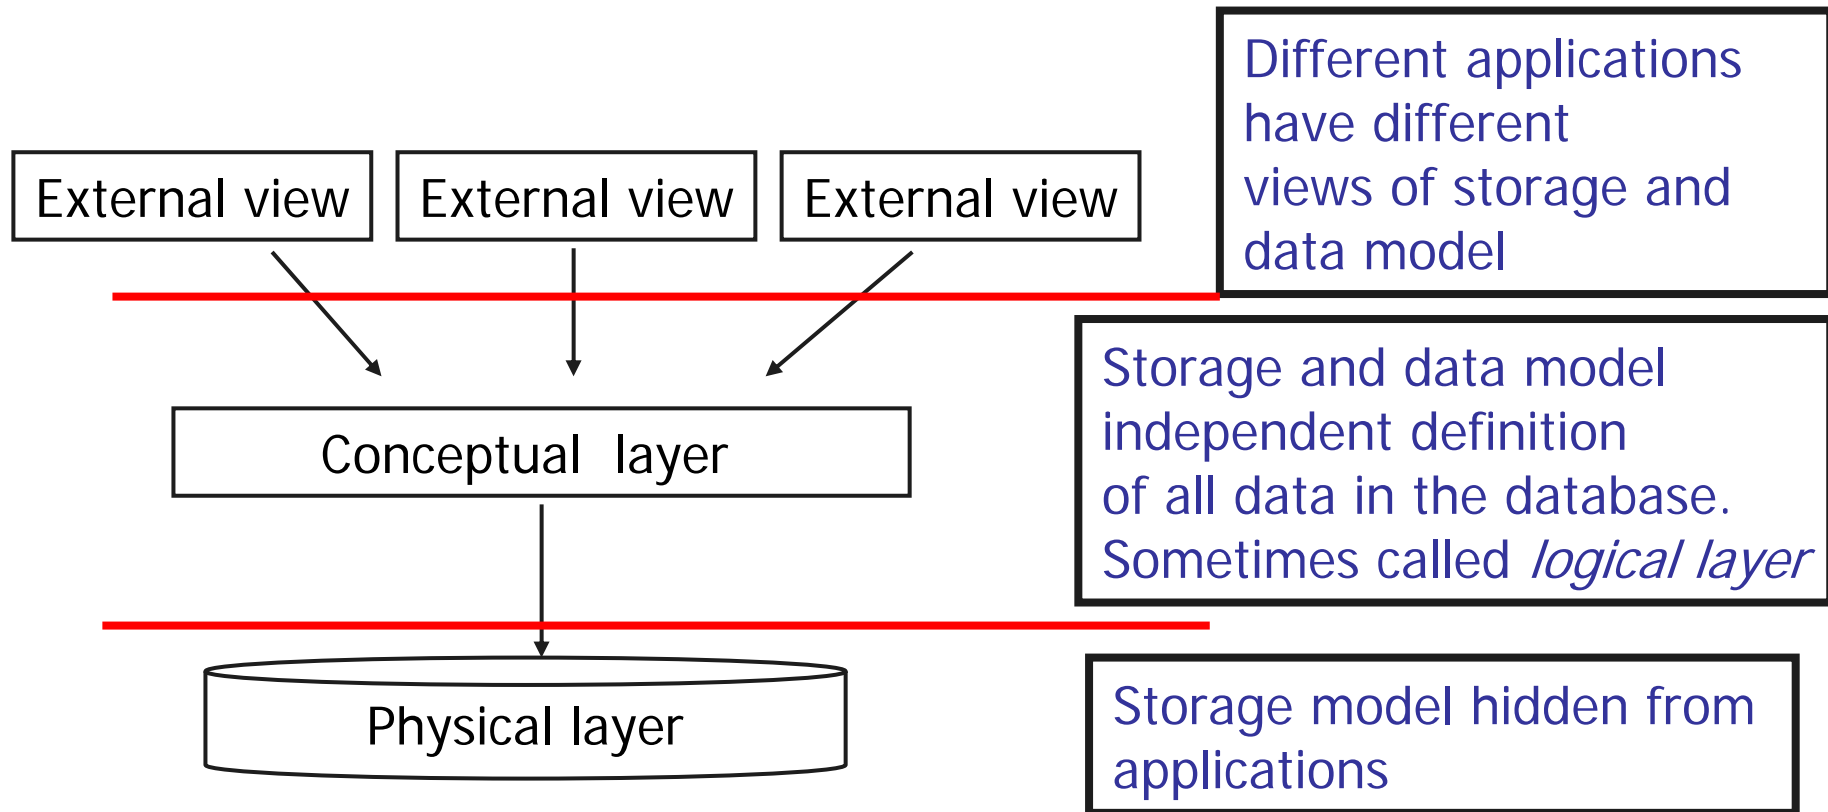 Different applications
have different
views of storage and
data model
External view
External view
External view
Storage and data model
independent definition
of all data in the database.
Sometimes called logical layer
Conceptual layer
Physical layer
Storage model hidden from
applications